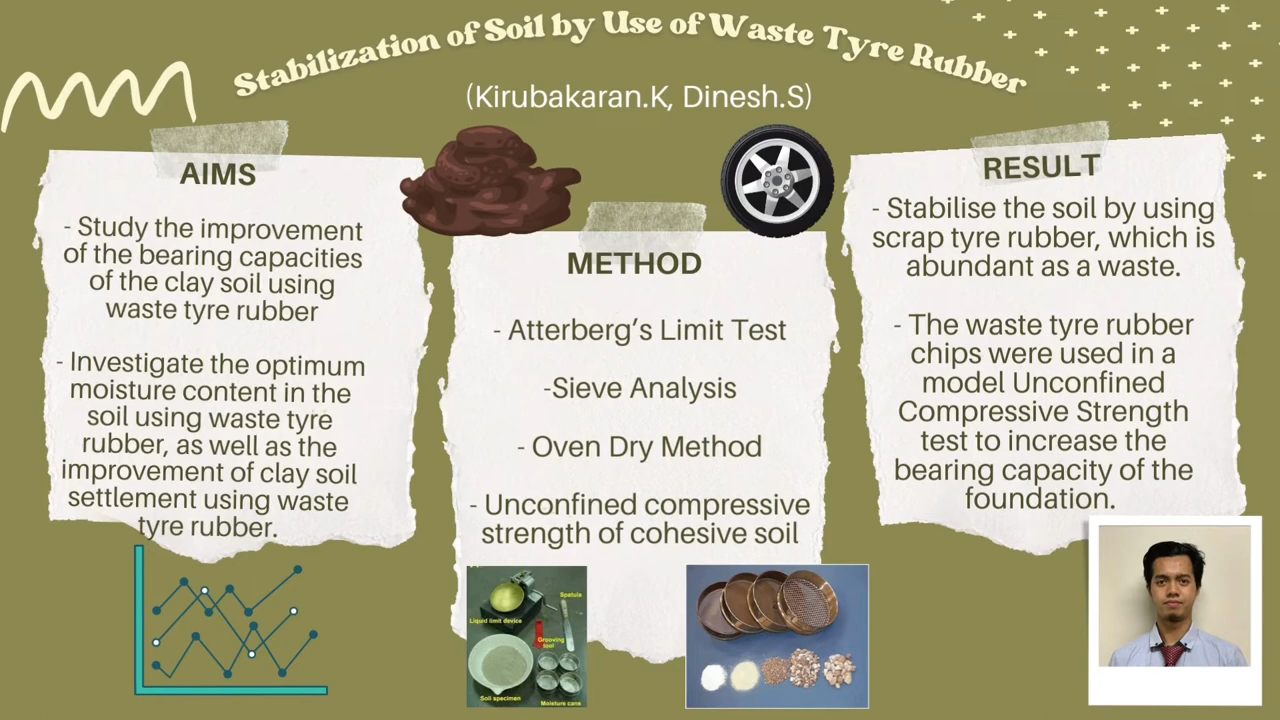 Stabilization of Soil by Use of Waste Tyre Rubber
(Kirubakaran.K, Dinesh.S)
AIMS
- Study the improvement
of the bearing capacities
of the clay soil using
waste tyre rubber
- Investigate the optimum
moisture content in the
soil using waste tyre
rubber, as well as the
improvement of clay soil
settlement using waste
tyre rubber.
METHOD
- Atterberg’s Limit Test
-Sieve Analysis
- Oven Dry Method
- Unconfined compressive
strength of cohesive soil
Spatula
Liquid limit device
Grooving
tool
Soil specimen
Moisture cans
RESULT
- Stabilise the soil by using
scrap tyre rubber, which is
abundant as a waste.
- The waste tyre rubber
chips were used in a
model Unconfined
Compressive Strength
test to increase the
bearing capacity of the
foundation.